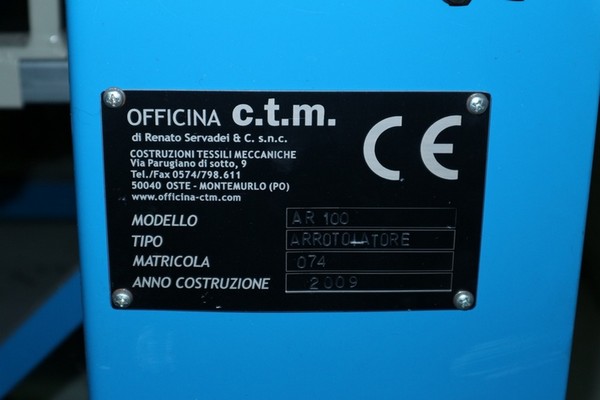 OFFICINA c.t.m.
di Renato Servadei & C. s.n.c.
COSTRUZIONI TESSILI MECCANICHE
Via Parugiano di sotto, 9
Tel./Fax 0574/798.611
50040 OSTE - MONTEMURLO (PO)
www.officina-ctm.com
CE
MODELLO AR 100
TIPO ARROTOLATORE
MATRICOLA 074
ANNO COSTRUZIONE 2009